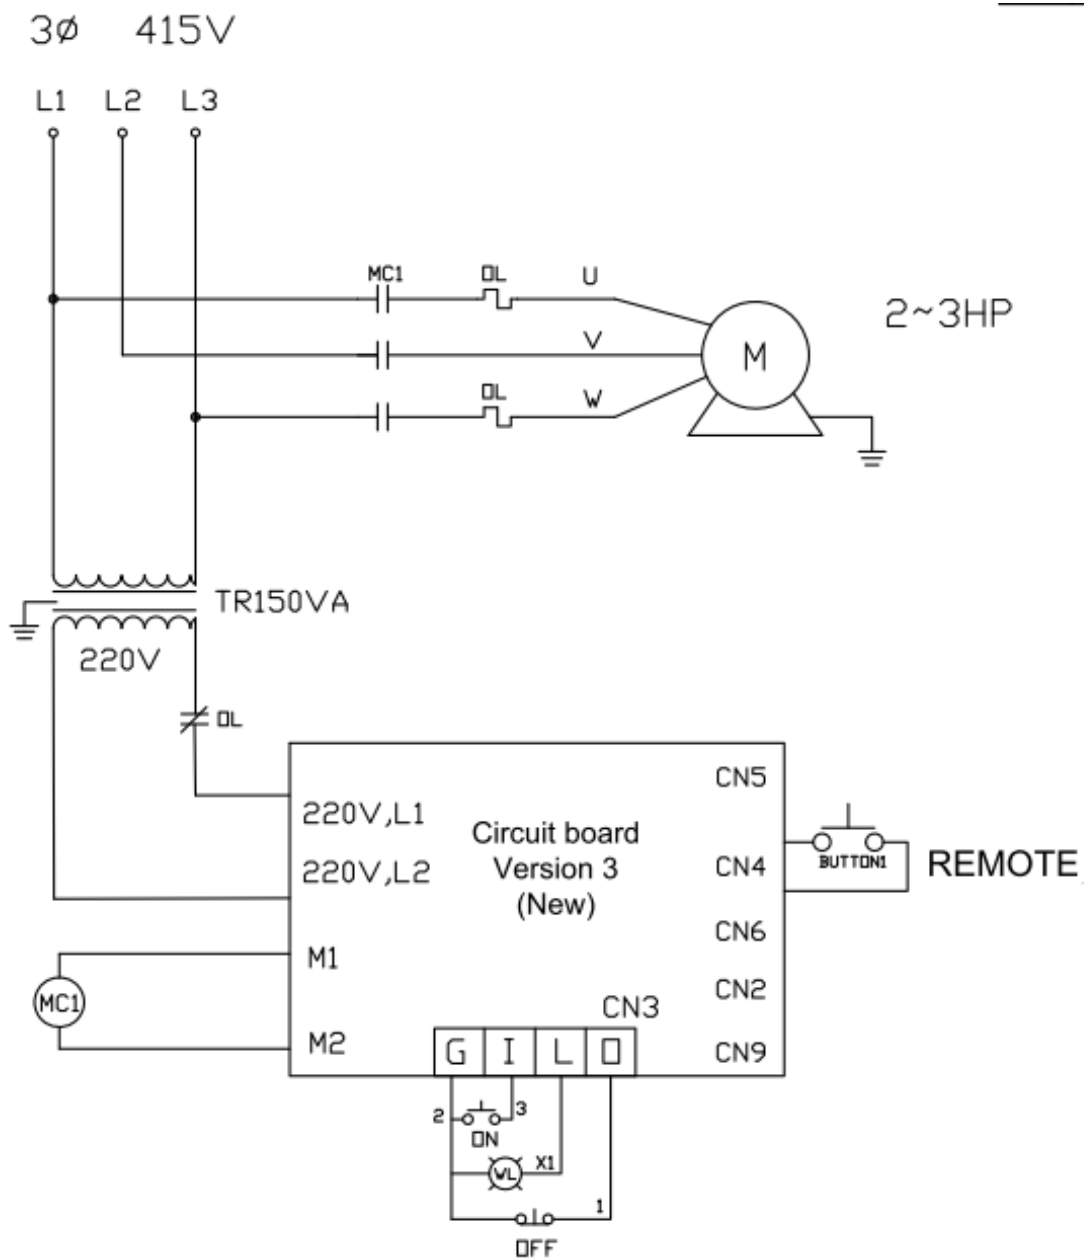 3Ø 415V
L1 L2 L3
MC1 OL U
V
OL W
M
2~3HP
TR150VA
220V
OL
220V,L1
220V,L2
M1
M2
MC1
Circuit board
Version 3
(New)
CN5
CN4
CN6
CN2
CN9
CN3
G I L O
BUTTON1
REMOTE
2 3
ON
WL X1
1
OFF